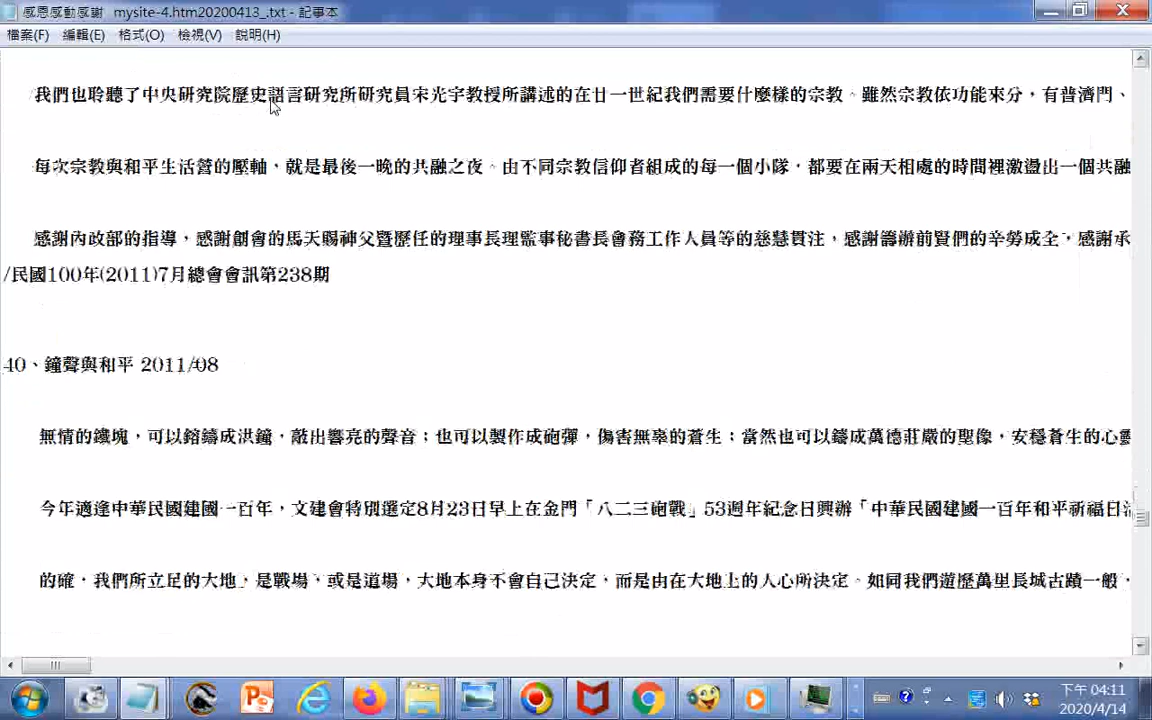 感恩感動感謝 mysite-4.htm20200413_.txt - 記事本
檔案(F) 編輯(E) 格式(O) 檢視(V) 說明(H)
我們也聆聽了中央研究院歷史語言研究所研究員宋光宇教授所講述的在廿一世紀我們需要什麼樣的宗教。雖然宗教依功能來分，有普濟門、
每次宗教與和平生活營的壓軸，就是最後一晚的共融之夜。由不同宗教信仰者組成的每一個小隊，都要在兩天相處的時間裡激盪出一個共融
感謝內政部的指導，感謝創會的馬天賜神父暨歷任的理事長理監事秘書長會務工作人員等的慈慧貫注，感謝籌辦前賢們的辛勞成全，感謝承
/民國100年(2011)7月總會會訊第238期
40、鐘聲與和平 2011/08
無情的鐵塊，可以鎔鑄成洪鐘，敲出響亮的聲音；也可以製作成砲彈，傷害無辜的蒼生；當然也可以鑄成萬德莊嚴的聖像，安穩蒼生的心靈
今年適逢中華民國建國一百年，文建會特別選定8月23日早上在金門「八二三砲戰」53週年紀念日興辦「中華民國建國一百年和平祈福日活
的確，我們所立足的大地，是戰場，或是道場，大地本身不會自己決定，而是由在大地上的人心所決定。如同我們遊歷萬里長城古蹟一般，
下午 04:11
2020/4/14